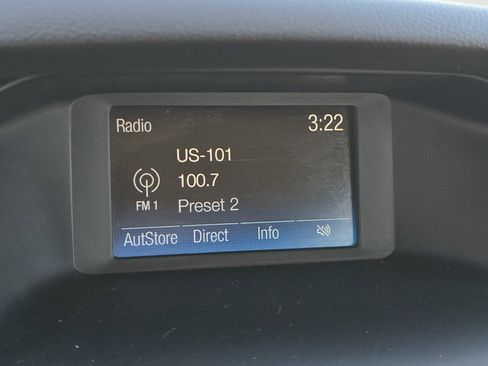 Radio 3:22
US-101
100.7
FM 1 Preset 2
AutStore Direct Info